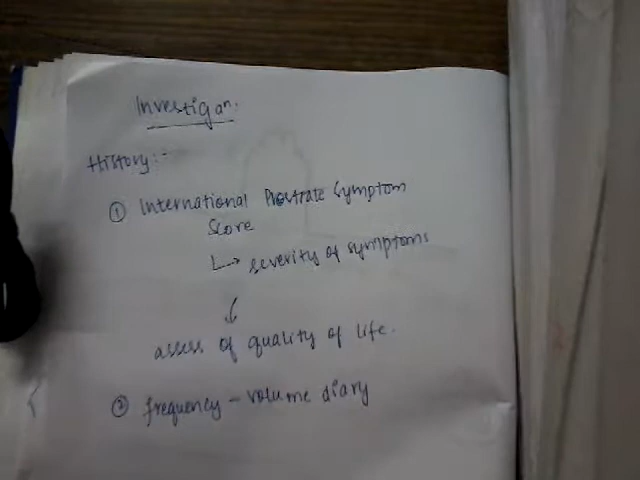 Investigan.
History:-
① International Prostrate Symptom
Score
↳ severity of symptoms
↓
assess of quality of life.
② frequency - volume diary